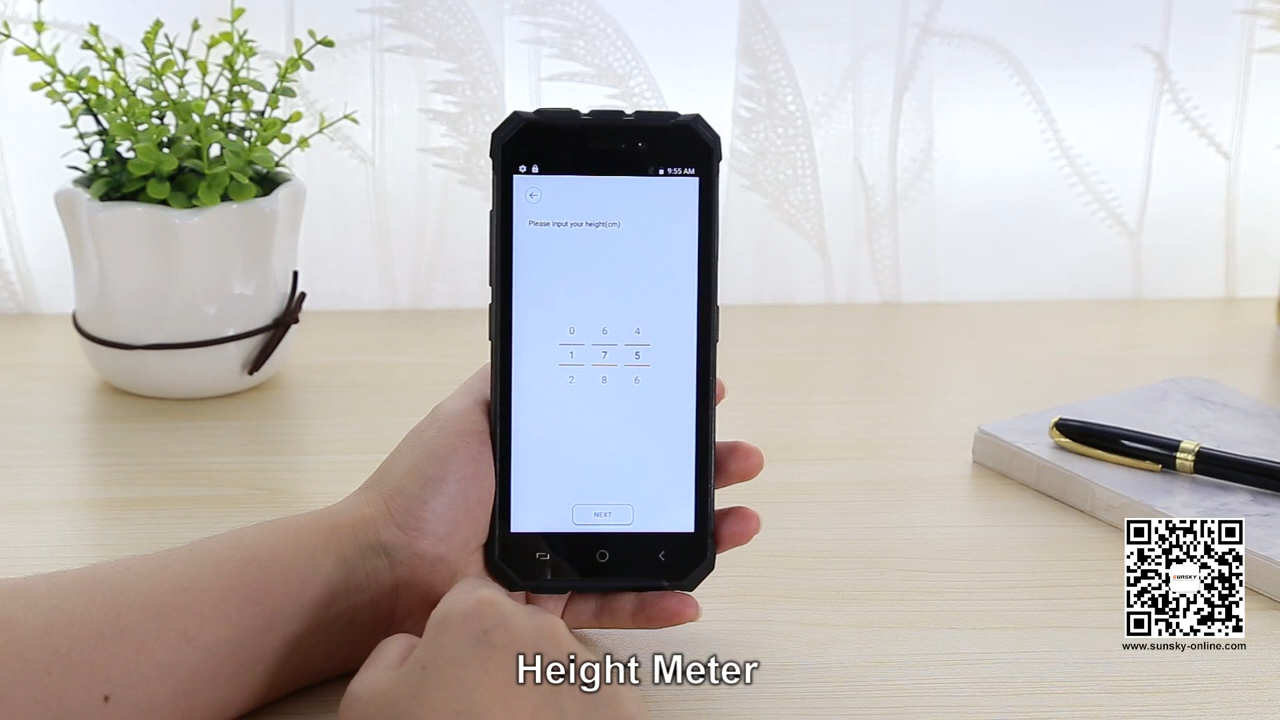 9:55 AM
Please input your height(cm)
0 6 4
1 7 5
2 8 6
NEXT
SUNSKY
www.sunsky-online.com
Height Meter